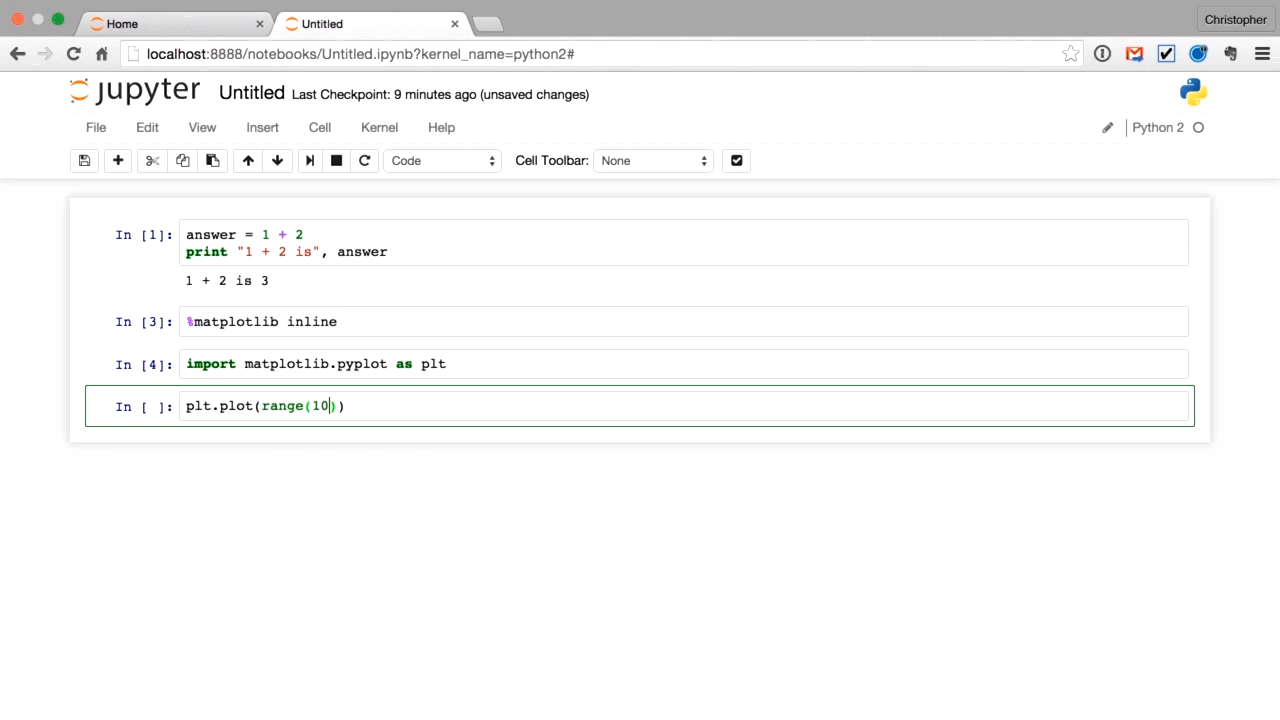 Home
Untitled
Christopher
localhost:8888/notebooks/Untitled.ipynb?kernel_name=python2#
jupyter Untitled Last Checkpoint: 9 minutes ago (unsaved changes)
File Edit View Insert Cell Kernel Help
Python 2
Code
Cell Toolbar: None
In [1]: answer = 1 + 2
print "1 + 2 is", answer
1 + 2 is 3
In [3]: %matplotlib inline
In [4]: import matplotlib.pyplot as plt
In [ ]: plt.plot(range(10))